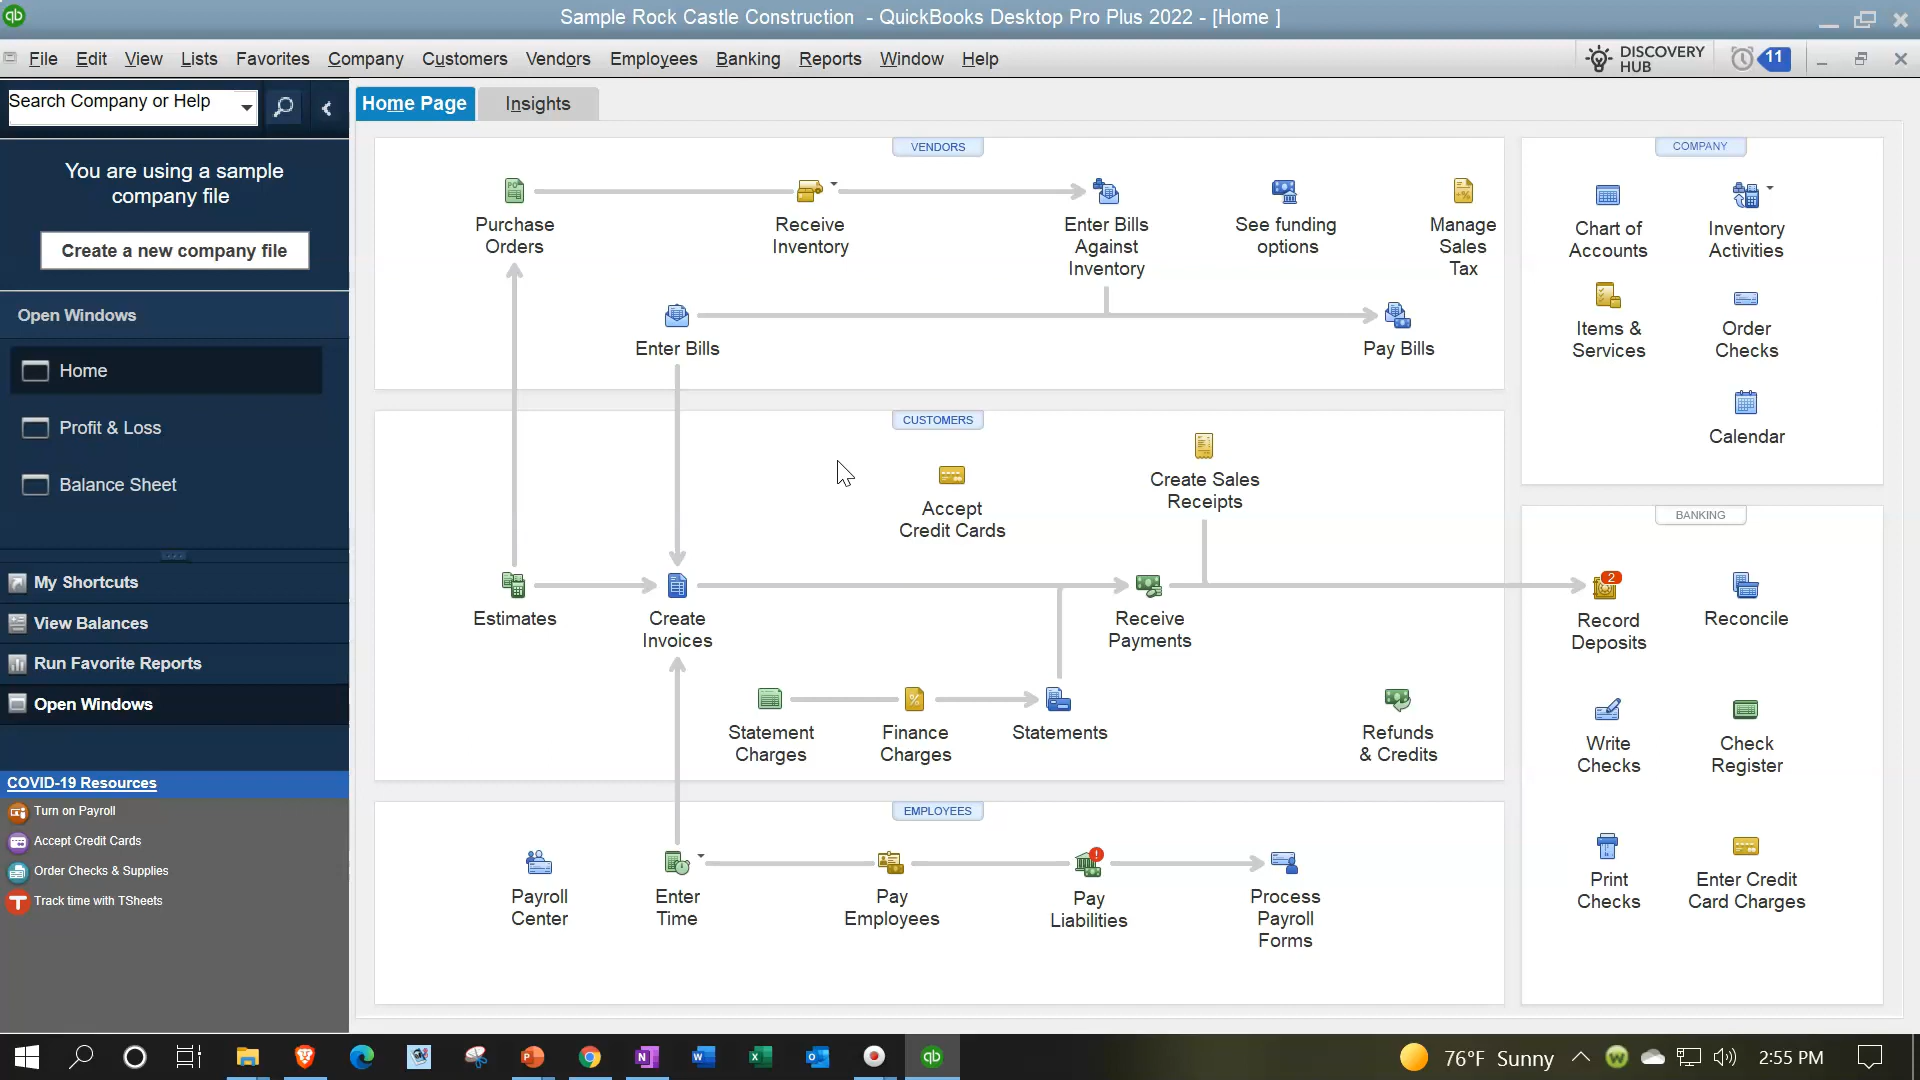 qb
Sample Rock Castle Construction - QuickBooks Desktop Pro Plus 2022 - [Home ]
File Edit View Lists Favorites Company Customers Vendors Employees Banking Reports Window Help
DISCOVERY
HUB
11
Search Company or Help
Home Page
Insights
You are using a sample
company file
Create a new company file
Open Windows
Home
Profit & Loss
Balance Sheet
My Shortcuts
View Balances
Run Favorite Reports
Open Windows
COVID-19 Resources
Turn on Payroll
Accept Credit Cards
Order Checks & Supplies
Track time with TSheets
VENDORS
Purchase
Orders
Receive
Inventory
Enter Bills
Against
Inventory
See funding
options
Manage
Sales
Tax
Enter Bills
Pay Bills
CUSTOMERS
Accept
Credit Cards
Create Sales
Receipts
Estimates
Create
Invoices
Receive
Payments
Statement
Charges
Finance
Charges
Statements
Refunds
& Credits
EMPLOYEES
Payroll
Center
Enter
Time
Pay
Employees
Pay
Liabilities
Process
Payroll
Forms
COMPANY
Chart of
Accounts
Inventory
Activities
Items &
Services
Order
Checks
Calendar
BANKING
2
Record
Deposits
Reconcile
Write
Checks
Check
Register
Print
Checks
Enter Credit
Card Charges
76°F Sunny
2:55 PM